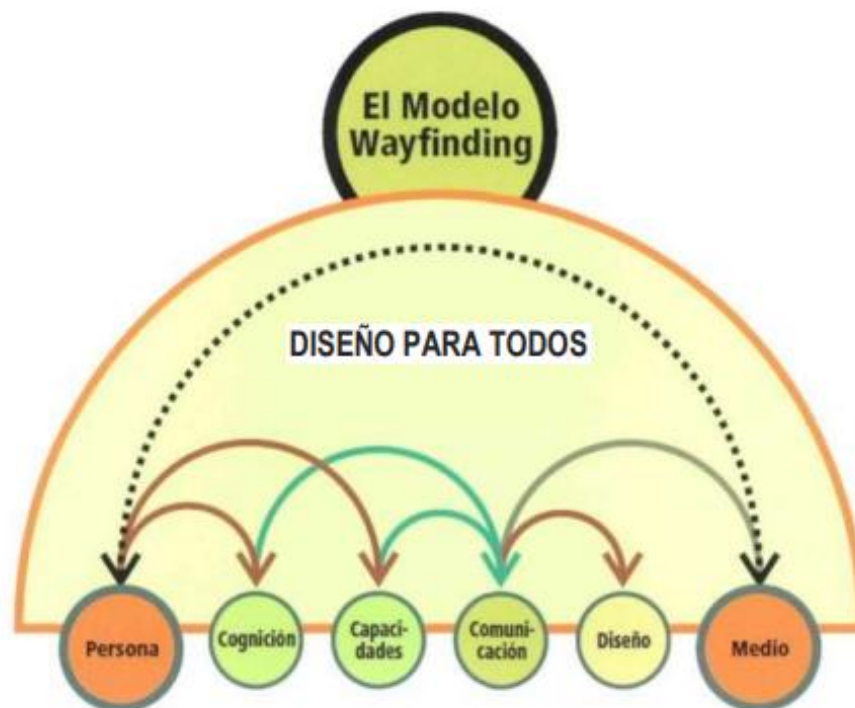 El Modelo
Wayfinding
DISEÑO PARA TODOS
Persona
Cognición
Capaci-
dades
Comuni-
cación
Diseño
Medio